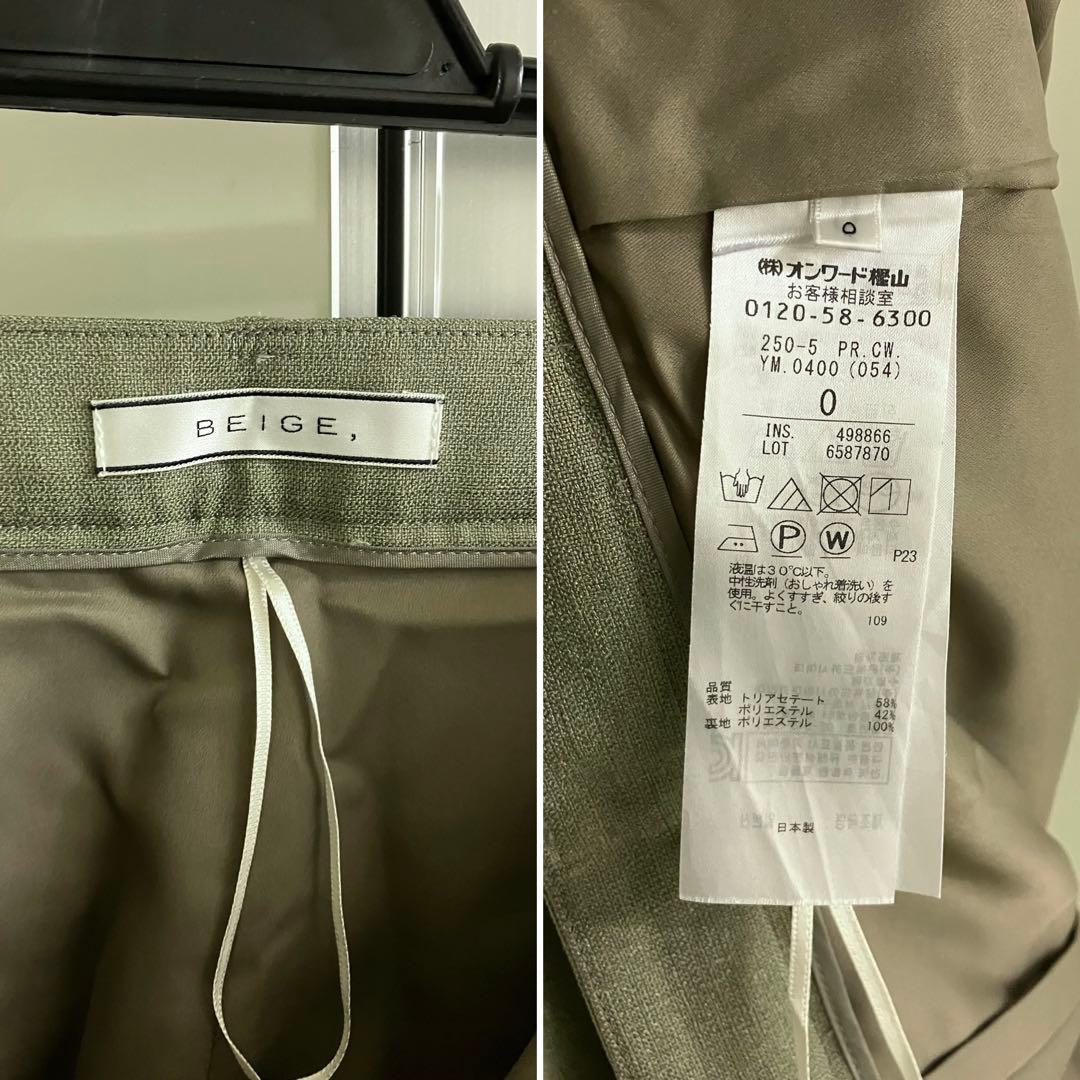 BEIGE,
0
(株)オンワード樫山
お客様相談室
0120-58-6300
250-5 PR.CW.
YM.0400(054)
0
INS. 498866
LOT 6587870
P W
P23
液温は30℃以下。
中性洗剤(おしゃれ着洗い)を
使用。よくすすぎ、絞りの後す
ぐに干すこと。
109
品質
表地 トリアセテート 58%
ポリエステル 42%
裏地 ポリエステル 100%
日本製